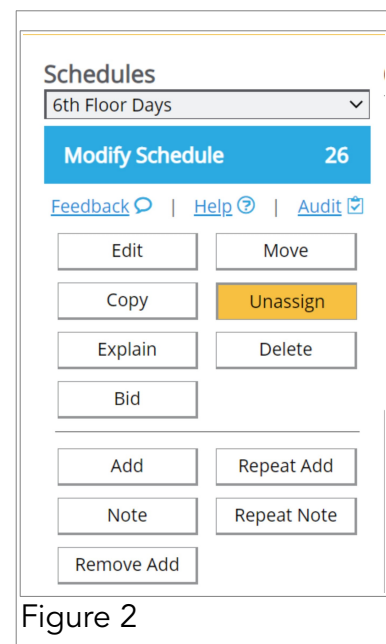 Schedules
6th Floor Days
Modify Schedule 26
Feedback | Help ? | Audit
Edit Move
Copy Unassign
Explain Delete
Bid
Add Repeat Add
Note Repeat Note
Remove Add
Figure 2